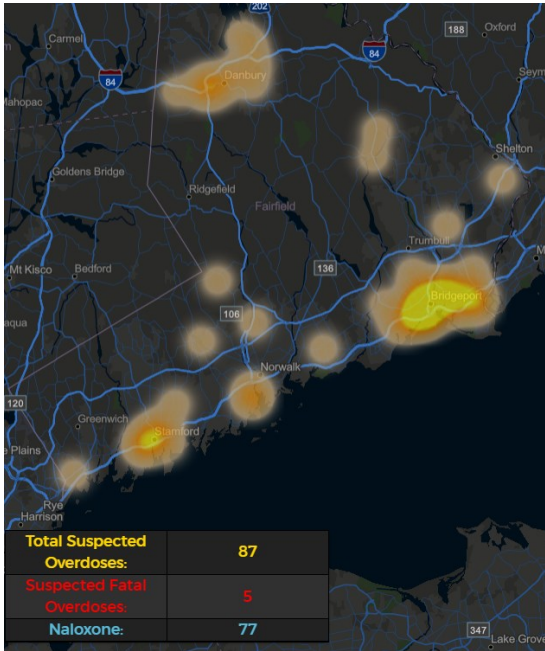 202
188
Oxford
Carmel
84
84
Danbury
Seym
Mahopac
Shelton
Goldens Bridge
Ridgefield
Fairfield
Trumbull
Mt Kisco
Bedford
136
M
Bridgeport
aqua
106
Norwalk
120
Greenwich
Stamford
e Plains
Rye
Harrison
Total Suspected
Overdoses:
87
Suspected Fatal
Overdoses:
5
Naloxone:
77
347
Lake Grove